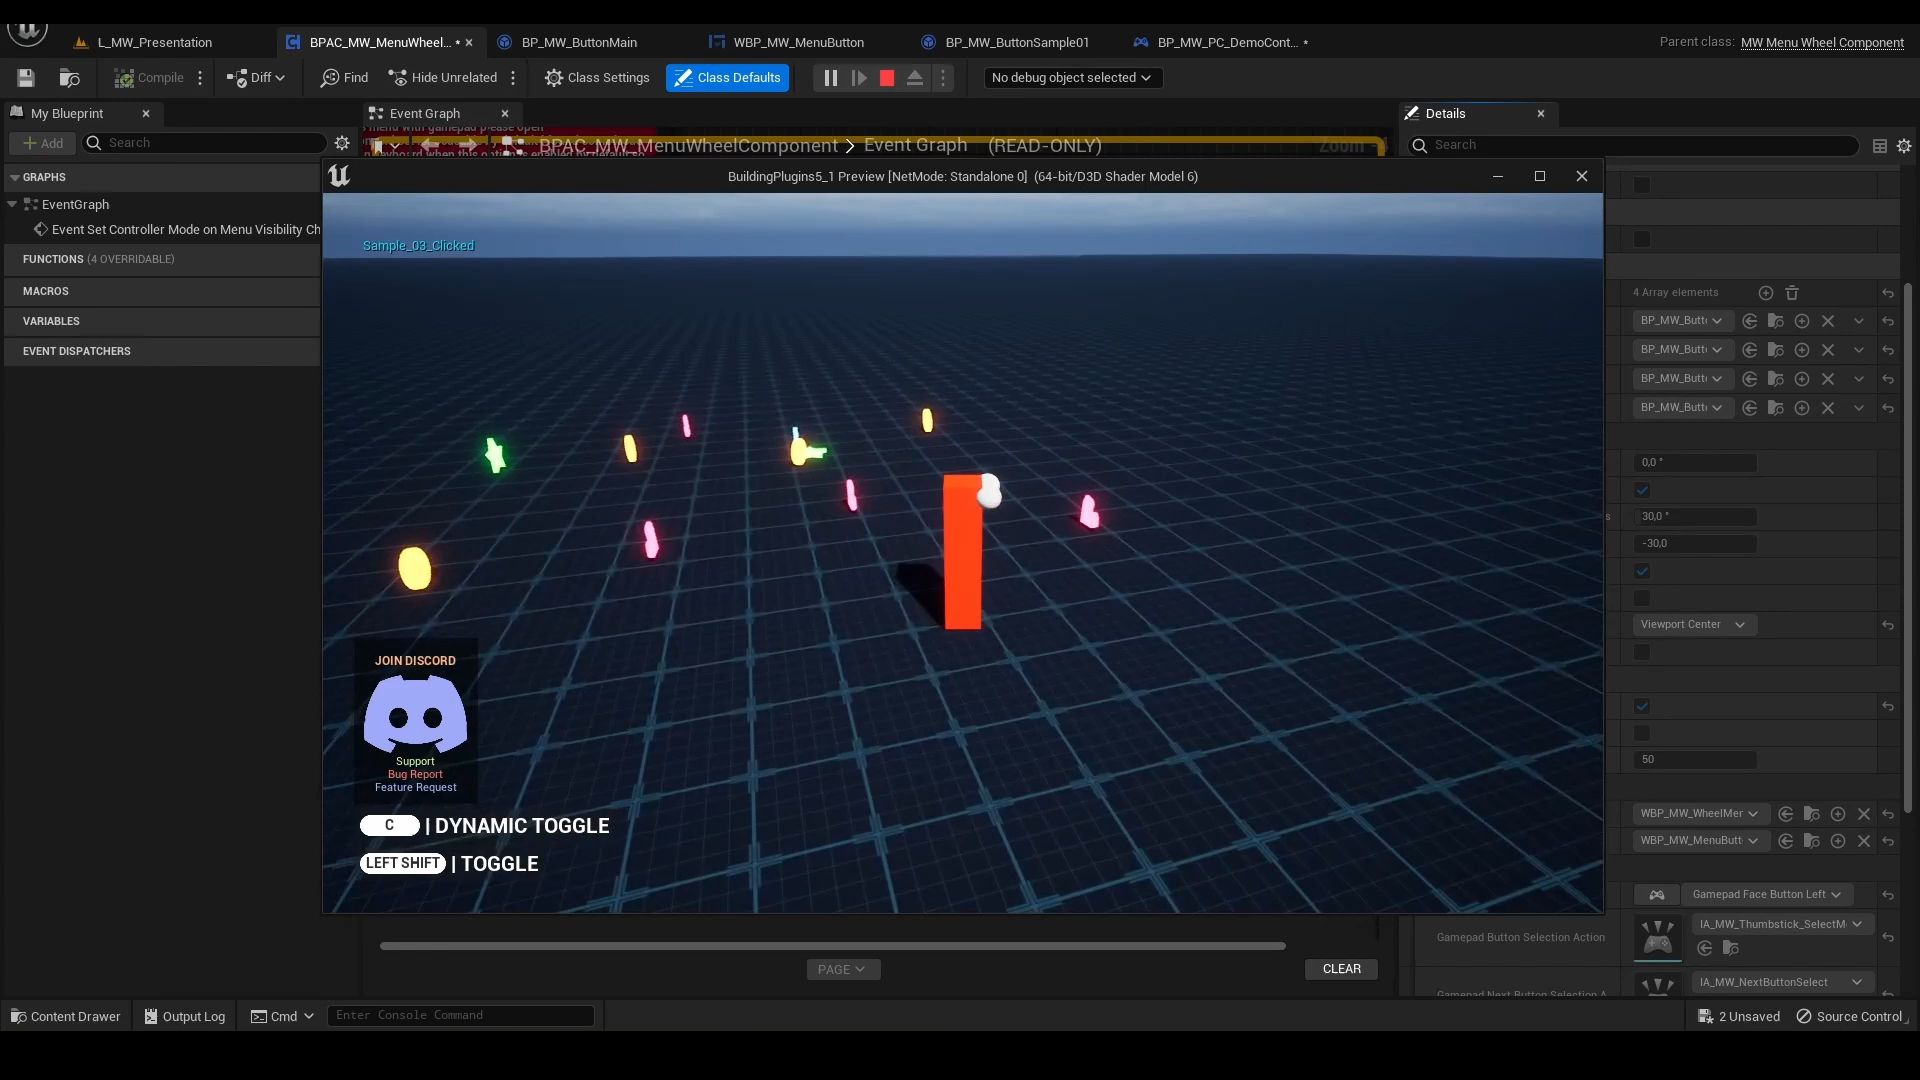 L_MW_Presentation
BPAC_MW_MenuWheel... •
BP_MW_ButtonMain
WBP_MW_MenuButton
BP_MW_ButtonSample01
BP_MW_PC_DemoCont... •
Parent class: MW Menu Wheel Component
Compile
Diff
Find
Hide Unrelated
Class Settings
Class Defaults
No debug object selected
My Blueprint
Event Graph
Details
Add
Search
BPAC_MW_MenuWheelComponent > Event Graph (READ-ONLY)
Zoom
Search
BuildingPlugins5_1 Preview [NetMode: Standalone 0] (64-bit/D3D Shader Model 6)
GRAPHS
EventGraph
Event Set Controller Mode on Menu Visibility Ch
FUNCTIONS (4 OVERRIDABLE)
MACROS
VARIABLES
EVENT DISPATCHERS
Sample_03_Clicked
JOIN DISCORD
Support
Bug Report
Feature Request
C | DYNAMIC TOGGLE
LEFT SHIFT | TOGGLE
4 Array elements
BP_MW_Butt
BP_MW_Butt
BP_MW_Butt
BP_MW_Butt
0,0 °
s 30,0 °
-30,0
Viewport Center
50
WBP_MW_WheelMer
WBP_MW_MenuButt
Gamepad Face Button Left
Gamepad Button Selection Action
IA_MW_Thumbstick_SelectM
Gamepad Next Button Selection A
IA_MW_NextButtonSelect
PAGE
CLEAR
Content Drawer
Output Log
Cmd
Enter Console Command
2 Unsaved
Source Control